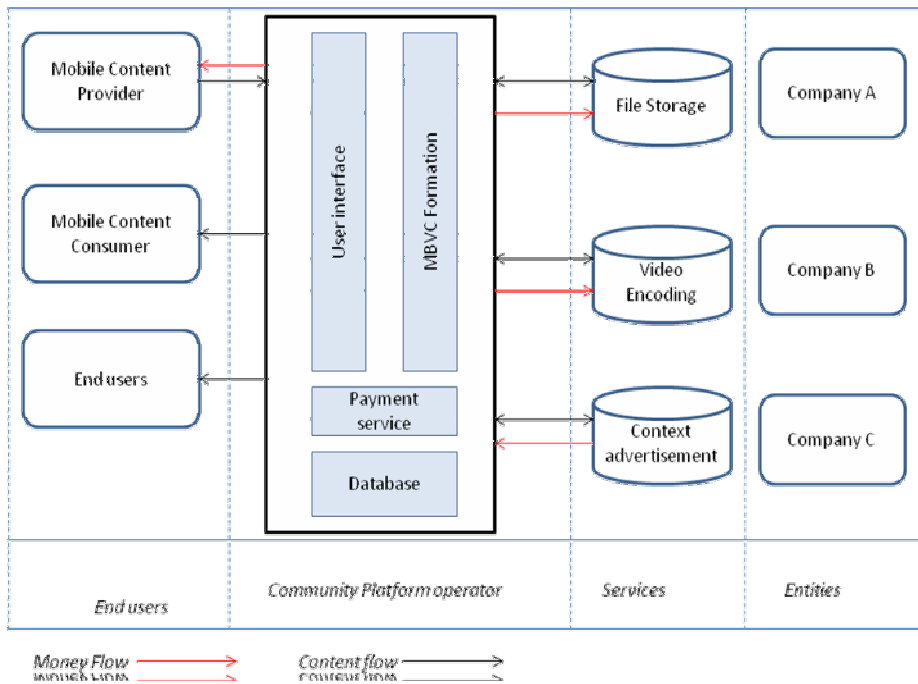 Mobile Content
Provider
Mobile Content
Consumer
End users
User interface
MBVC Formation
Payment
service
Database
File Storage
Video
Encoding
Context
advertisement
Company A
Company B
Company C
End users
Community Platform operator
Services
Entities
Money Flow
Content flow